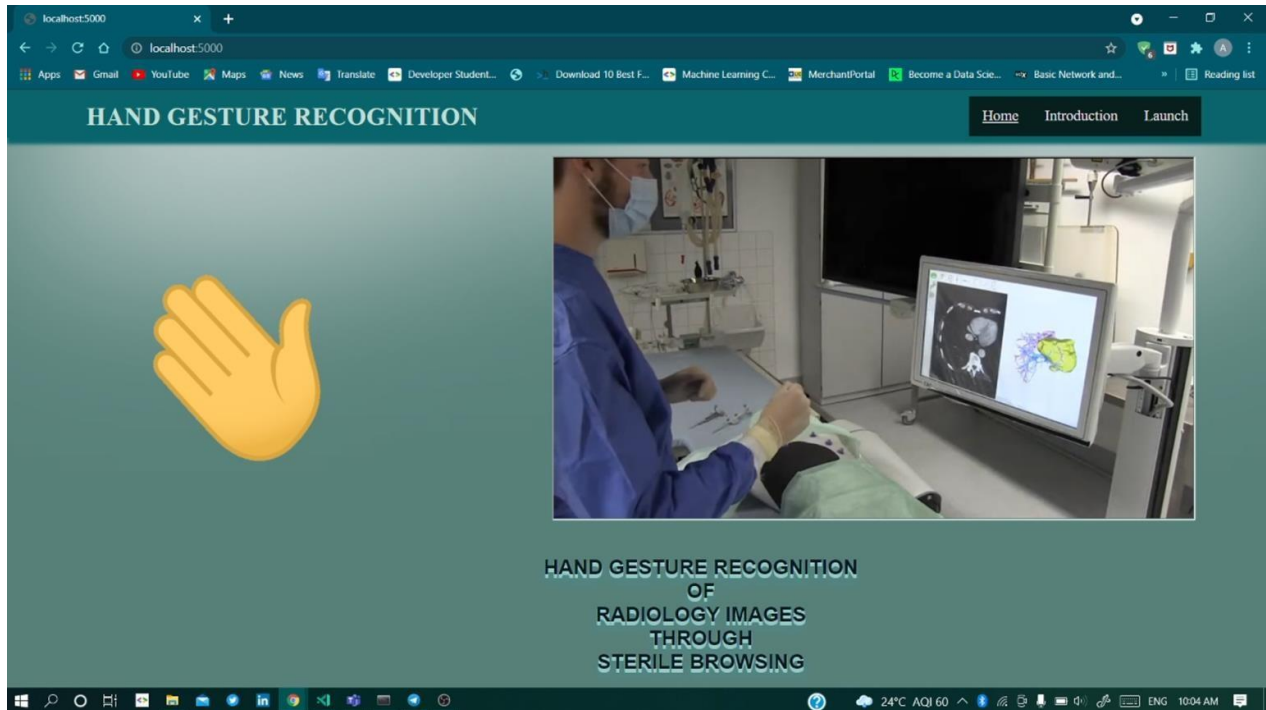 localhost:5000
localhost:5000
Apps Gmail YouTube Maps News Translate Developer Student... Download 10 Best F... Machine Learning C... MerchantPortal Become a Data Scie... Basic Network and... » Reading list
HAND GESTURE RECOGNITION
Home Introduction Launch
HAND GESTURE RECOGNITION
OF
RADIOLOGY IMAGES
THROUGH
STERILE BROWSING
24°C AQI 60 ENG 10:04 AM